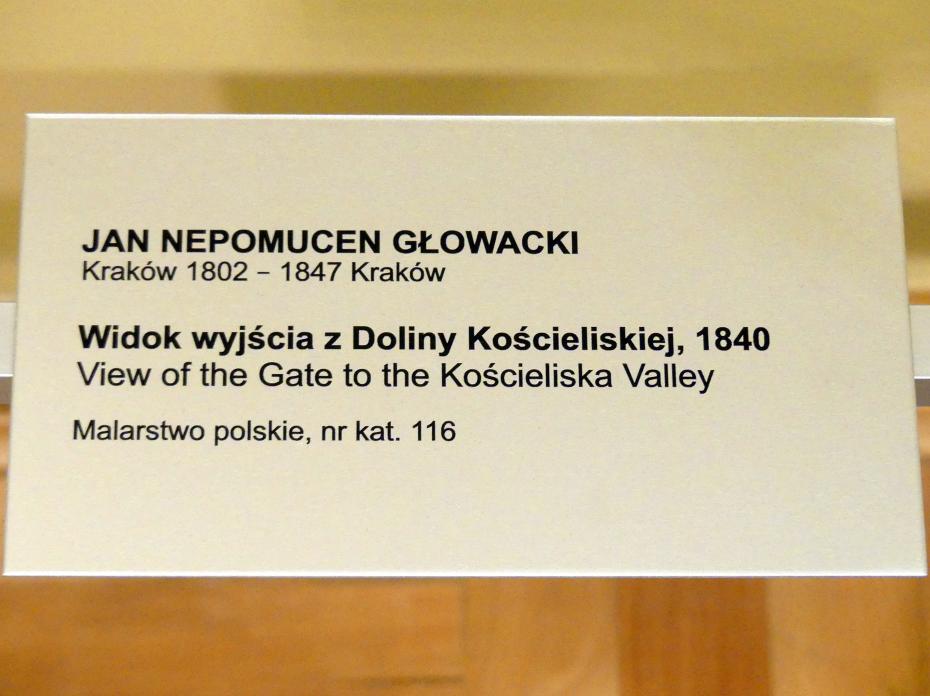 JAN NEPOMUCEN GŁOWACKI
Kraków 1802 – 1847 Kraków
Widok wyjścia z Doliny Kościeliskiej, 1840
View of the Gate to the Kościeliska Valley
Malarstwo polskie, nr kat. 116